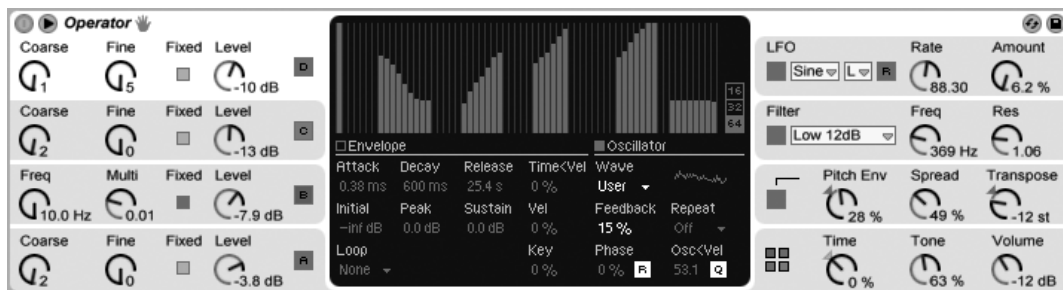 Operator
Coarse Fine Fixed Level
1 5 -10 dB D
Coarse Fine Fixed Level
2 0 -13 dB C
Freq Multi Fixed Level
10.0 Hz 0.01 -7.9 dB B
Coarse Fine Fixed Level
2 0 -3.8 dB A
16
32
64
Envelope Oscillator
Attack Decay Release Time<Vel Wave
0.38 ms 600 ms 25.4 s 0 % User
Initial Peak Sustain Vel Feedback Repeat
-inf dB 0.0 dB 0.0 dB 0 % 15 % Off
Loop Key Phase Osc<Vel
None 0 % 0 % R 53.1 Q
LFO Rate Amount
Sine L R 88.30 6.2 %
Filter Freq Res
Low 12dB 369 Hz 1.06
Pitch Env Spread Transpose
28 % 49 % -12 st
Time Tone Volume
0 % 63 % -12 dB